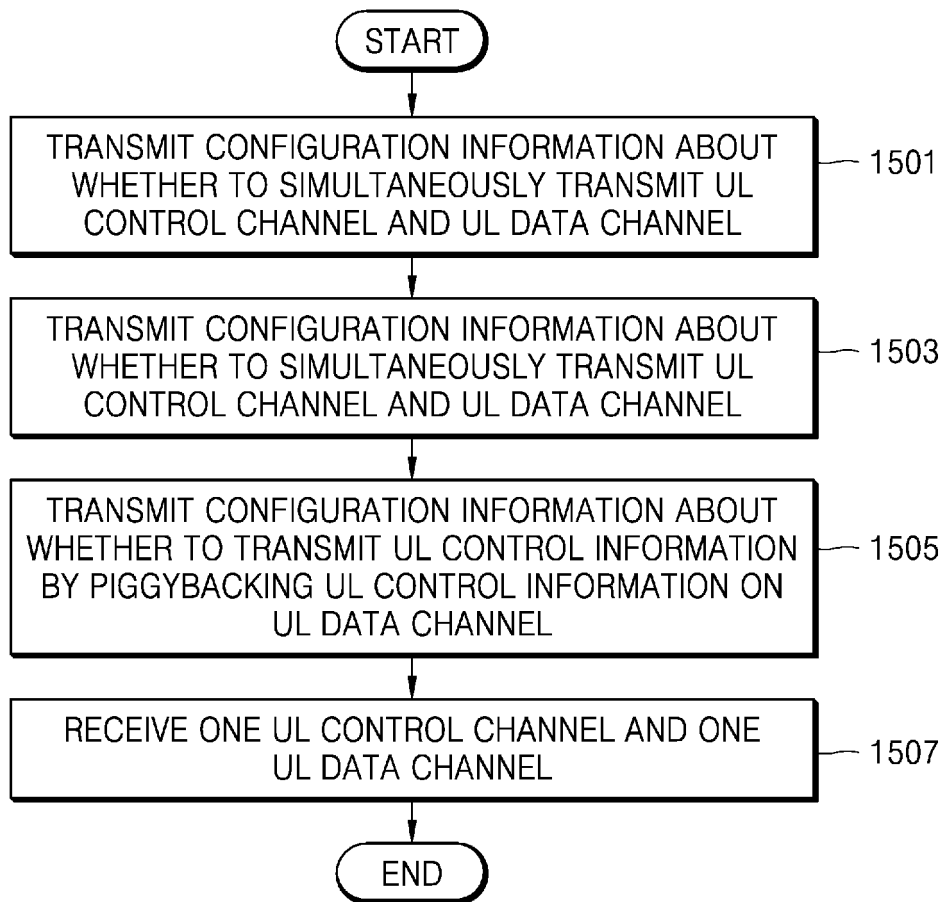 START
TRANSMIT CONFIGURATION INFORMATION ABOUT
WHETHER TO SIMULTANEOUSLY TRANSMIT UL
CONTROL CHANNEL AND UL DATA CHANNEL
1501
TRANSMIT CONFIGURATION INFORMATION ABOUT
WHETHER TO SIMULTANEOUSLY TRANSMIT UL
CONTROL CHANNEL AND UL DATA CHANNEL
1503
TRANSMIT CONFIGURATION INFORMATION ABOUT
WHETHER TO TRANSMIT UL CONTROL INFORMATION
BY PIGGYBACKING UL CONTROL INFORMATION ON
UL DATA CHANNEL
1505
RECEIVE ONE UL CONTROL CHANNEL AND ONE
UL DATA CHANNEL
1507
END